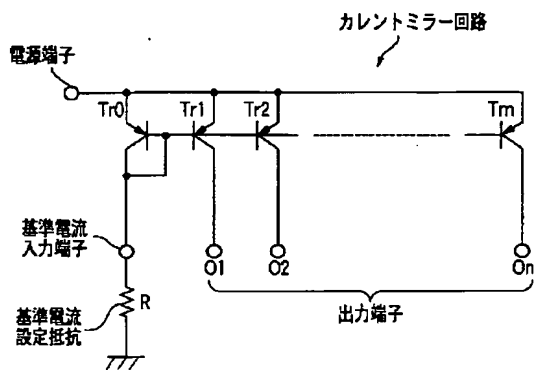 カレントミラー回路
電源端子
Tr0
Tr1
Tr2
Trn
基準電流
入力端子
O1
O2
On
R
基準電流
設定抵抗
出力端子